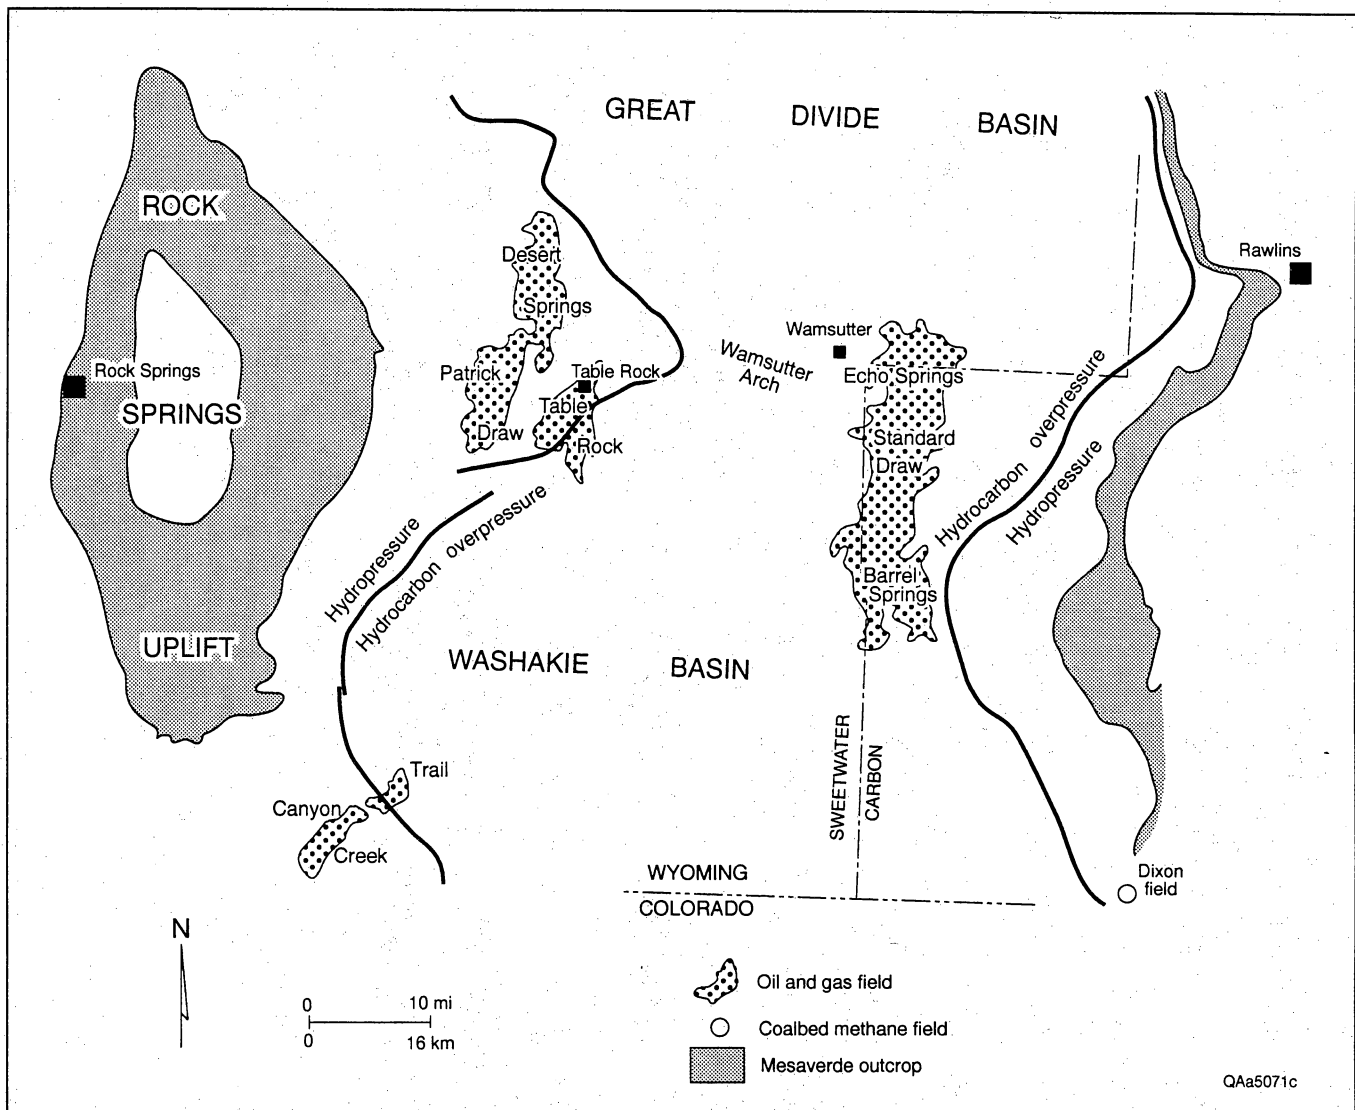 GREAT DIVIDE BASIN
ROCK
SPRINGS
UPLIFT
Rock Springs
Desert
Springs
Patrick
Draw
Table Rock
Table
Rock
Wamsutter
Wamsutter
Arch
Echo Springs
Standard
Draw
Barrel
Springs
Rawlins
Hydrocarbon overpressure
Hydropressure
Hydropressure
Hydrocarbon overpressure
WASHAKIE BASIN
SWEETWATER
CARBON
Trail
Canyon
Creek
WYOMING
COLORADO
Dixon
field
N
0 10 mi
0 16 km
Oil and gas field
Coalbed methane field
Mesaverde outcrop
QAa5071c